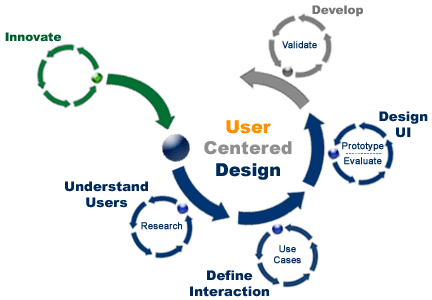 Develop
Innovate
Validate
User
Centered
Design
Design
UI
Prototype
Evaluate
Understand
Users
Research
Use
Cases
Define
Interaction